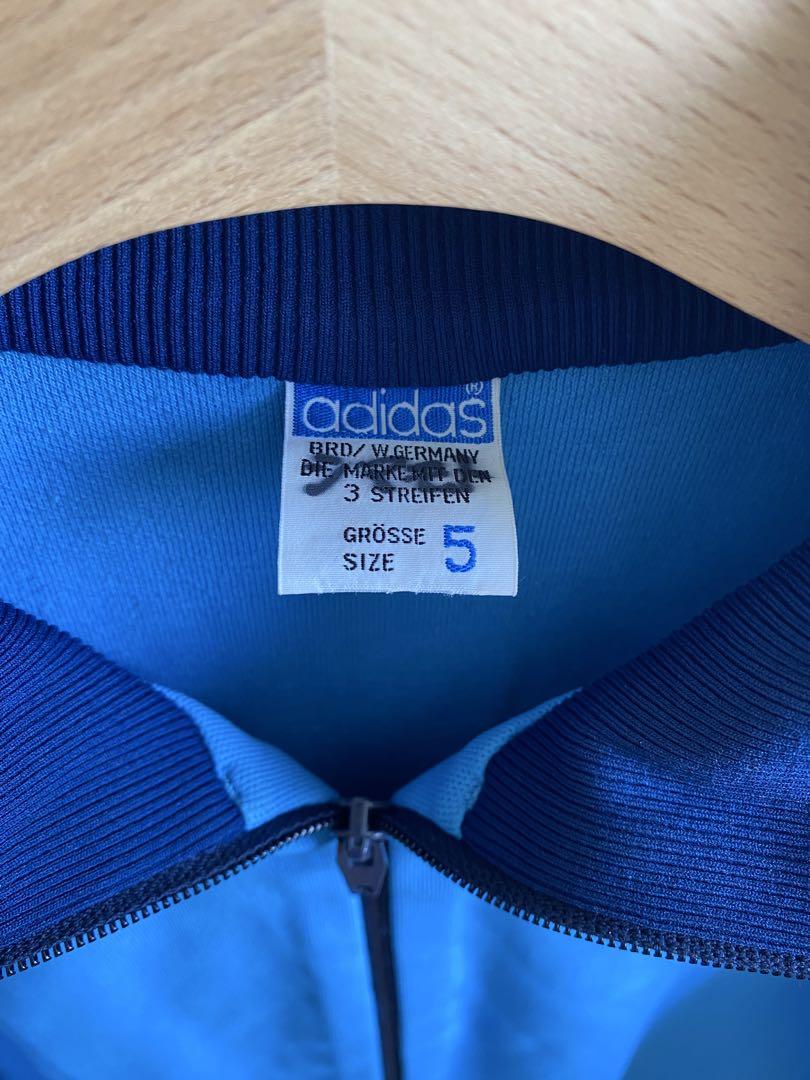 adidas®
BRD/W.GERMANY
DIE MARKE MIT DEN
3 STREIFEN
GRÖSSE
SIZE 5